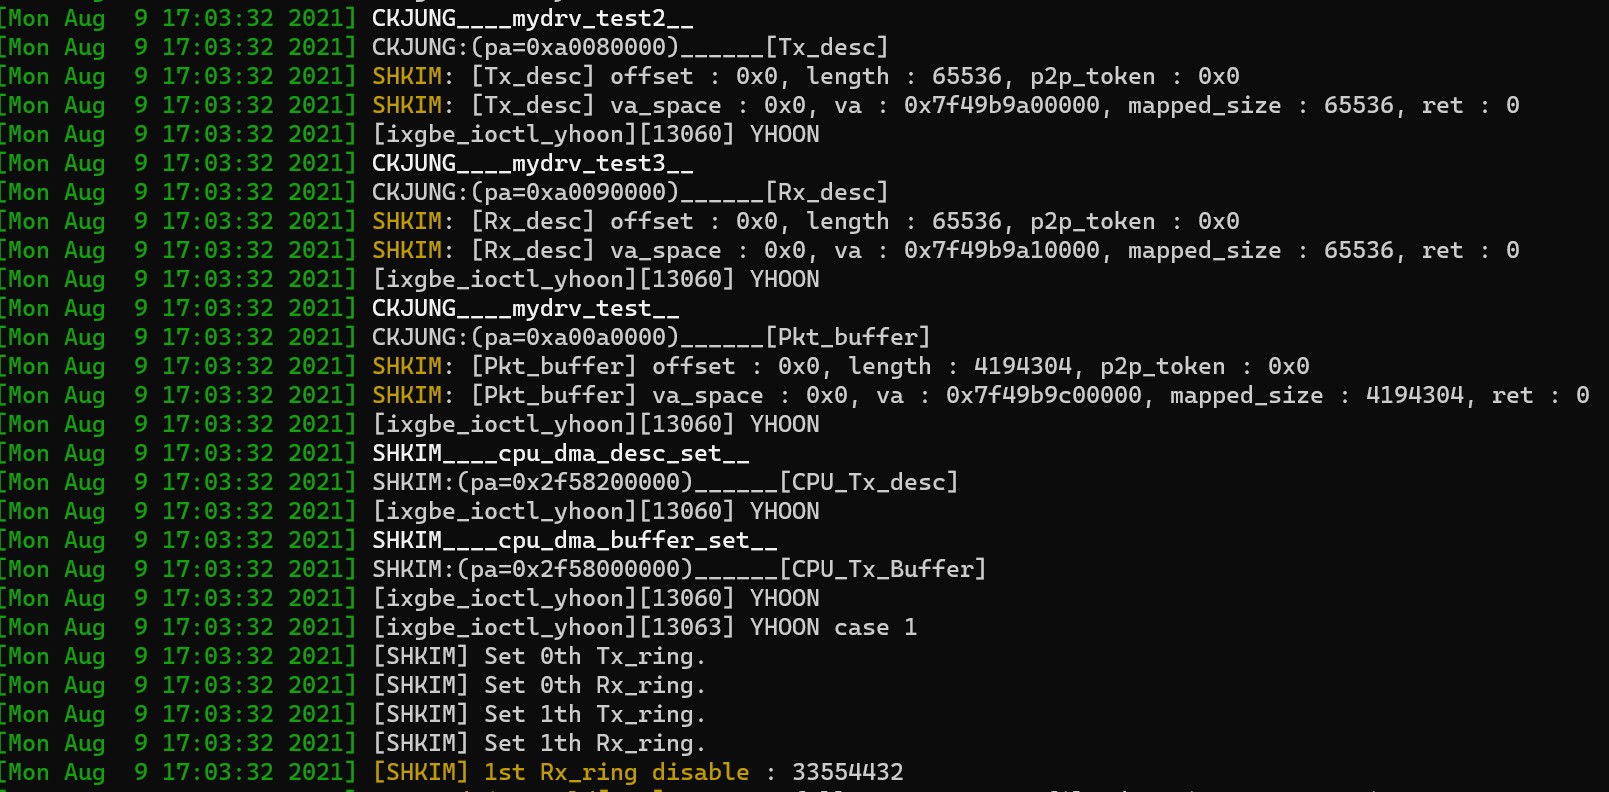 [Mon Aug  9 17:03:32 2021] CKJUNG____mydrv_test2__
[Mon Aug  9 17:03:32 2021] CKJUNG:(pa=0xa0080000)______[Tx_desc]
[Mon Aug  9 17:03:32 2021] SHKIM: [Tx_desc] offset : 0x0, length : 65536, p2p_token : 0x0
[Mon Aug  9 17:03:32 2021] SHKIM: [Tx_desc] va_space : 0x0, va : 0x7f49b9a00000, mapped_size : 65536, ret : 0
[Mon Aug  9 17:03:32 2021] [ixgbe_ioctl_yhoon][13060] YHOON
[Mon Aug  9 17:03:32 2021] CKJUNG____mydrv_test3__
[Mon Aug  9 17:03:32 2021] CKJUNG:(pa=0xa0090000)______[Rx_desc]
[Mon Aug  9 17:03:32 2021] SHKIM: [Rx_desc] offset : 0x0, length : 65536, p2p_token : 0x0
[Mon Aug  9 17:03:32 2021] SHKIM: [Rx_desc] va_space : 0x0, va : 0x7f49b9a10000, mapped_size : 65536, ret : 0
[Mon Aug  9 17:03:32 2021] [ixgbe_ioctl_yhoon][13060] YHOON
[Mon Aug  9 17:03:32 2021] CKJUNG____mydrv_test__
[Mon Aug  9 17:03:32 2021] CKJUNG:(pa=0xa00a0000)______[Pkt_buffer]
[Mon Aug  9 17:03:32 2021] SHKIM: [Pkt_buffer] offset : 0x0, length : 4194304, p2p_token : 0x0
[Mon Aug  9 17:03:32 2021] SHKIM: [Pkt_buffer] va_space : 0x0, va : 0x7f49b9c00000, mapped_size : 4194304, ret : 0
[Mon Aug  9 17:03:32 2021] [ixgbe_ioctl_yhoon][13060] YHOON
[Mon Aug  9 17:03:32 2021] SHKIM____cpu_dma_desc_set__
[Mon Aug  9 17:03:32 2021] SHKIM:(pa=0x2f58200000)______[CPU_Tx_desc]
[Mon Aug  9 17:03:32 2021] [ixgbe_ioctl_yhoon][13060] YHOON
[Mon Aug  9 17:03:32 2021] SHKIM____cpu_dma_buffer_set__
[Mon Aug  9 17:03:32 2021] SHKIM:(pa=0x2f58000000)______[CPU_Tx_Buffer]
[Mon Aug  9 17:03:32 2021] [ixgbe_ioctl_yhoon][13060] YHOON
[Mon Aug  9 17:03:32 2021] [ixgbe_ioctl_yhoon][13063] YHOON case 1
[Mon Aug  9 17:03:32 2021] [SHKIM] Set 0th Tx_ring.
[Mon Aug  9 17:03:32 2021] [SHKIM] Set 0th Rx_ring.
[Mon Aug  9 17:03:32 2021] [SHKIM] Set 1th Tx_ring.
[Mon Aug  9 17:03:32 2021] [SHKIM] Set 1th Rx_ring.
[Mon Aug  9 17:03:32 2021] [SHKIM] 1st Rx_ring disable : 33554432